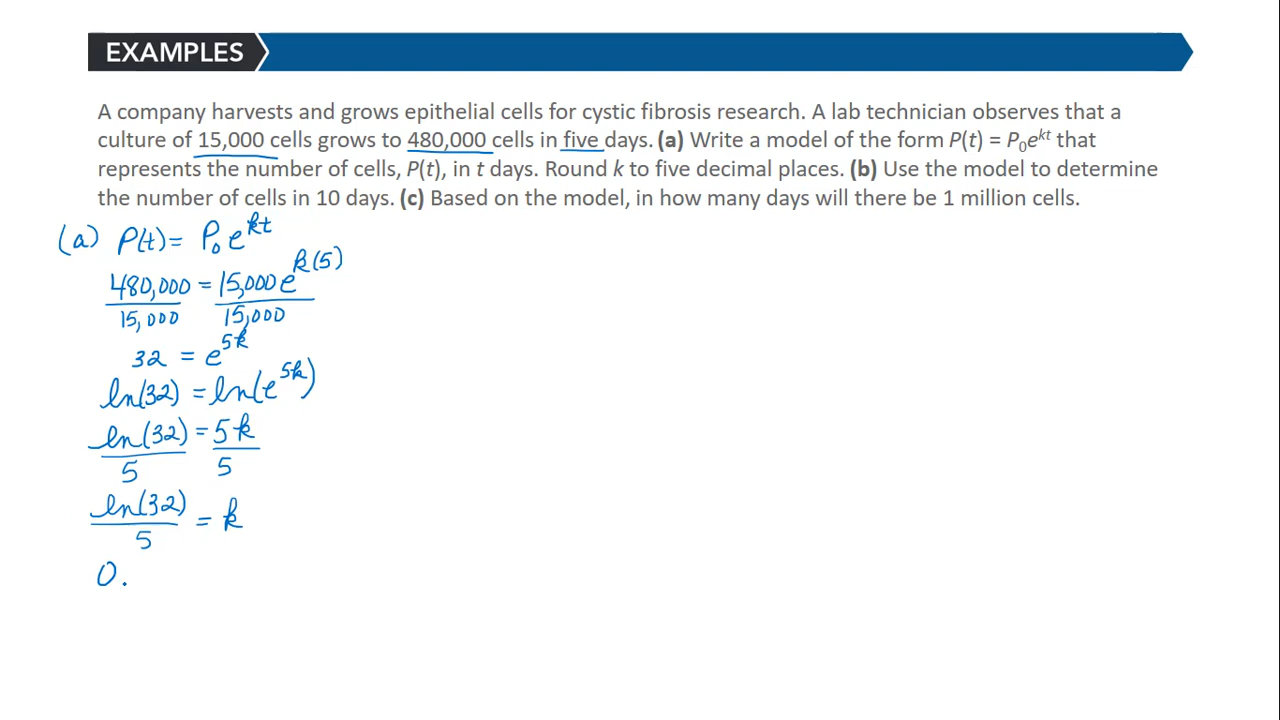 EXAMPLES
A company harvests and grows epithelial cells for cystic fibrosis research. A lab technician observes that a
culture of 15,000 cells grows to 480,000 cells in five days. (a) Write a model of the form P(t) = P₀eᵏᵗ that
represents the number of cells, P(t), in t days. Round k to five decimal places. (b) Use the model to determine
the number of cells in 10 days. (c) Based on the model, in how many days will there be 1 million cells.
(a) P(t) = P₀ e^kt
480,000 = 15,000 e^k(5)
15,000 15,000
32 = e^5k
ln(32) = ln(e^5k)
ln(32) = 5k
5 5
ln(32) = k
5
0.